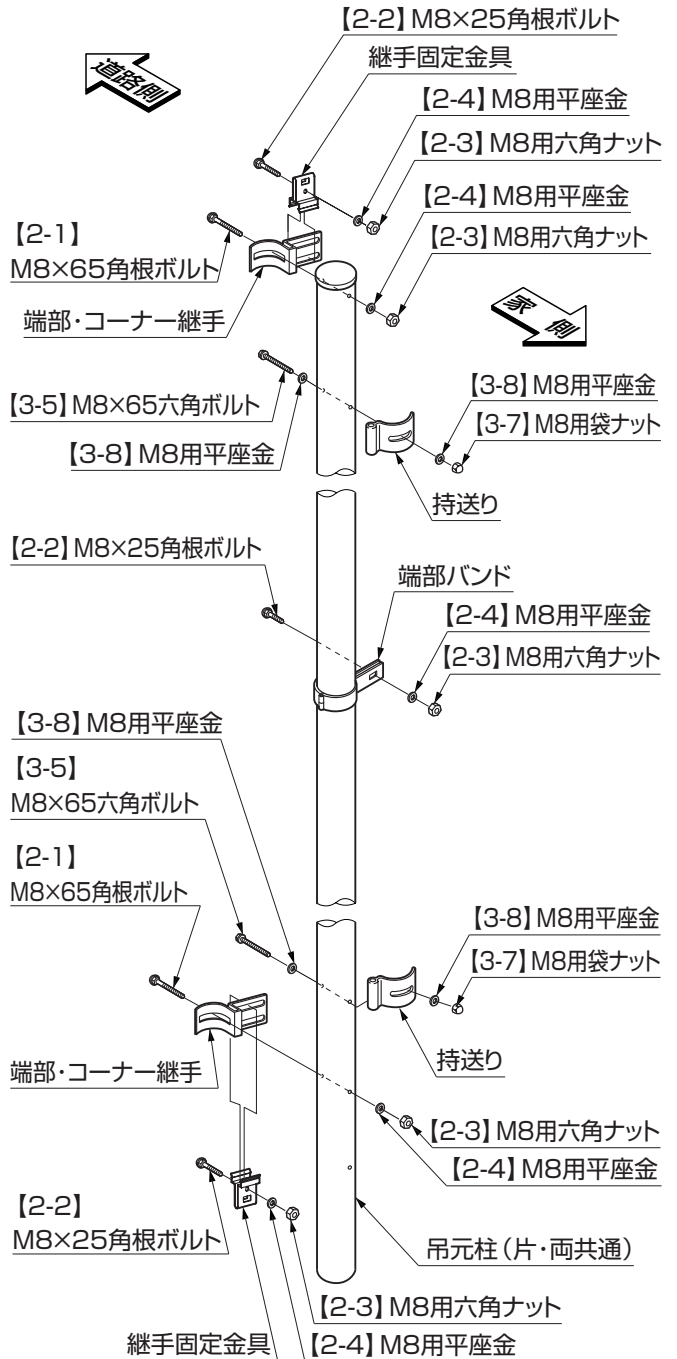 【2-2】M8×25角根ボルト
継手固定金具
道路側
【2-4】M8用平座金
【2-3】M8用六角ナット
【2-4】M8用平座金
【2-1】
M8×65角根ボルト
【2-3】M8用六角ナット
端部・コーナー継手
家側
【3-5】M8×65六角ボルト
【3-8】M8用平座金
【3-7】M8用袋ナット
【3-8】M8用平座金
持送り
【2-2】M8×25角根ボルト
端部バンド
【2-4】M8用平座金
【2-3】M8用六角ナット
【3-8】M8用平座金
【3-5】
M8×65六角ボルト
【2-1】
M8×65角根ボルト
【3-8】M8用平座金
【3-7】M8用袋ナット
持送り
端部・コーナー継手
【2-3】M8用六角ナット
【2-4】M8用平座金
【2-2】
M8×25角根ボルト
吊元柱（片・両共通）
【2-3】M8用六角ナット
継手固定金具
【2-4】M8用平座金